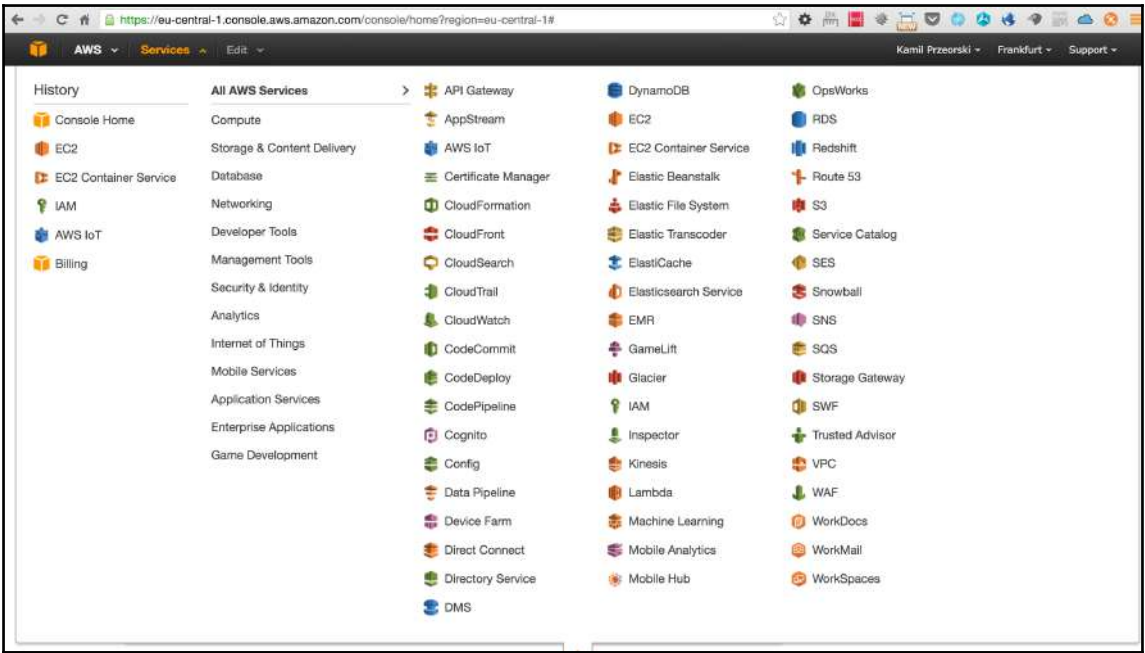 https://eu-central-1.console.aws.amazon.com/console/home?region=eu-central-1#
AWS Services Edit Kamil Przeorski Frankfurt Support
History
Console Home
EC2
EC2 Container Service
IAM
AWS IoT
Billing
All AWS Services
Compute
Storage & Content Delivery
Database
Networking
Developer Tools
Management Tools
Security & Identity
Analytics
Internet of Things
Mobile Services
Application Services
Enterprise Applications
Game Development
API Gateway
AppStream
AWS IoT
Certificate Manager
CloudFormation
CloudFront
CloudSearch
CloudTrail
CloudWatch
CodeCommit
CodeDeploy
CodePipeline
Cognito
Config
Data Pipeline
Device Farm
Direct Connect
Directory Service
DMS
DynamoDB
EC2
EC2 Container Service
Elastic Beanstalk
Elastic File System
Elastic Transcoder
ElastiCache
Elasticsearch Service
EMR
GameLift
Glacier
IAM
Inspector
Kinesis
Lambda
Machine Learning
Mobile Analytics
Mobile Hub
OpsWorks
RDS
Redshift
Route 53
S3
Service Catalog
SES
Snowball
SNS
SQS
Storage Gateway
SWF
Trusted Advisor
VPC
WAF
WorkDocs
WorkMail
WorkSpaces